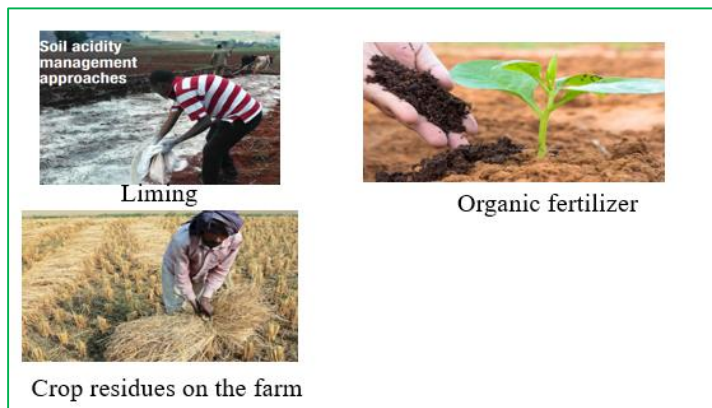 Soil acidity
management
approaches
Liming
Organic fertilizer
Crop residues on the farm